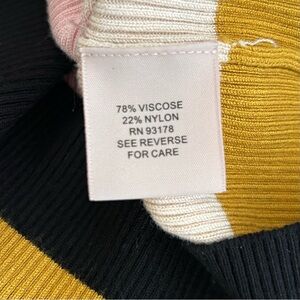 78% VISCOSE
22% NYLON
RN 93178
SEE REVERSE
FOR CARE